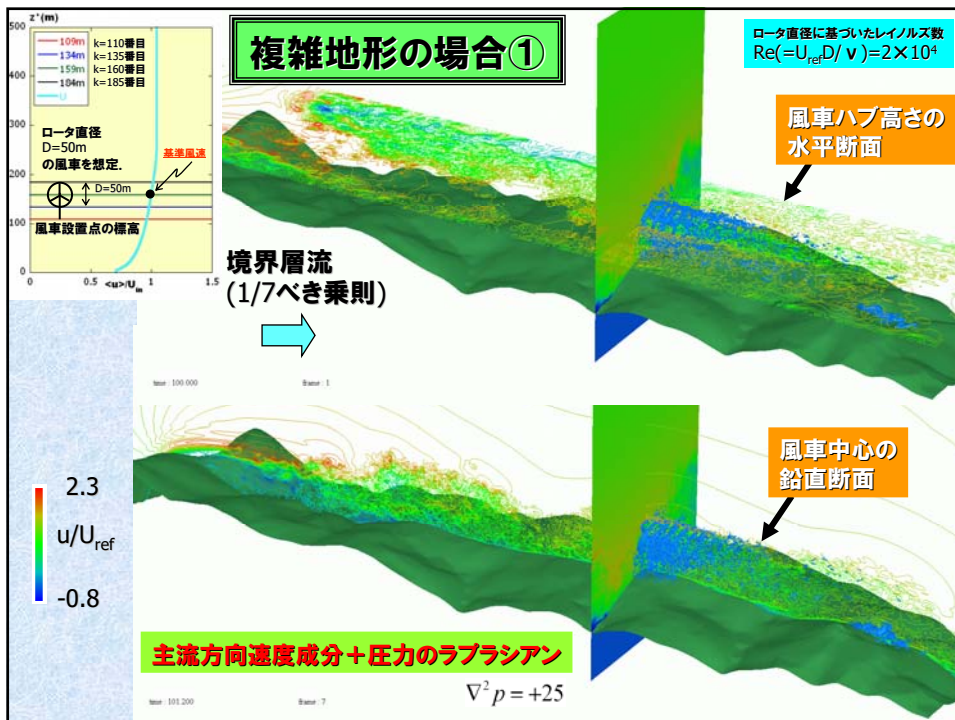 複雑地形の場合①
ロータ直径に基づいたレイノルズ数
Re(=UrefD/ν)=2×10⁴
z*(m)
500
400
300
200
100
0
109m k=110番目
134m k=135番目
159m k=160番目
184m k=185番目
U
ロータ直径
D=50m
の風車を想定.
基準風速
D=50m
風車設置点の標高
0
0.5
1
1.5
<u>/Uin
境界層流
(1/7べき乗則)
風車ハブ高さの
水平断面
time : 100.000
frame : 1
風車中心の
鉛直断面
2.3
u/Uref
-0.8
主流方向速度成分+圧力のラプラシアン
∇²p = +25
time : 101.200
frame : 7